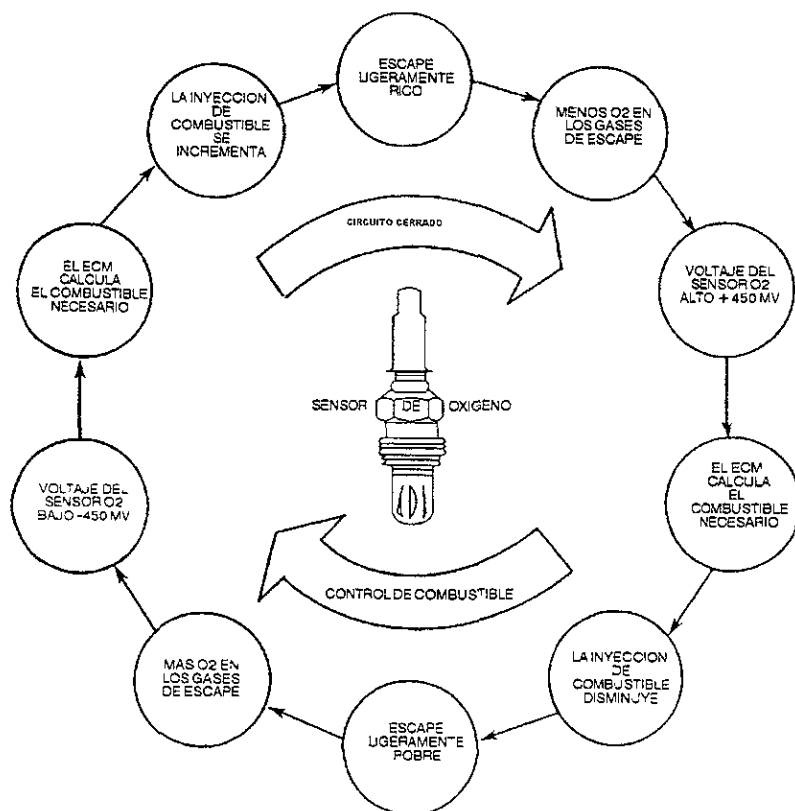 ESCAPE
LIGERAMENTE
RICO
MENOS O2 EN
LOS GASES
DE ESCAPE
VOLTAJE DEL
SENSOR O2
ALTO + 450 MV
EL ECM
CALCULA
EL
COMBUSTIBLE
NECESARIO
LA INYECCION
DE
COMBUSTIBLE
DISMINUYE
ESCAPE
LIGERAMENTE
POBRE
MAS O2 EN
LOS GASES
DE ESCAPE
VOLTAJE DEL
SENSOR O2
BAJO -450 MV
EL ECM
CALCULA
EL COMBUSTIBLE
NECESARIO
LA INYECCION
DE
COMBUSTIBLE
SE
INCREMENTA
CIRCUITO CERRADO
SENSOR DE OXIGENO
CONTROL DE COMBUSTIBLE